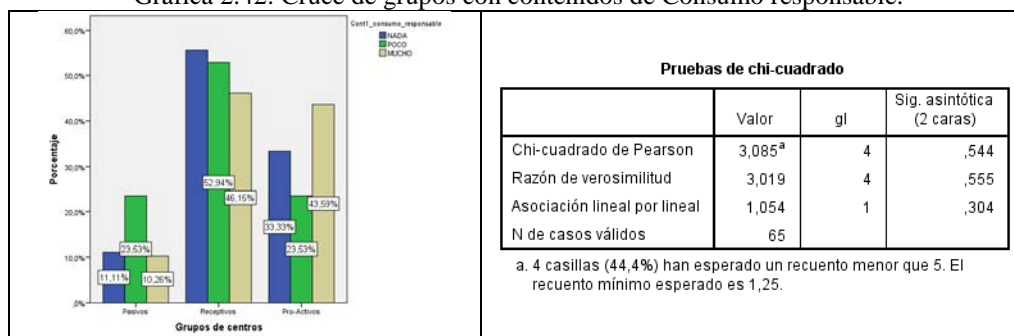 Gráfica 2.42. Cruce de grupos con contenidos de Consumo responsable.
Cont1_consumo_responsable
NADA
POCO
MUCHO
60,0%
50,0%
40,0%
30,0%
20,0%
10,0%
,0%
Porcentaje
11,11%
23,53%
10,26%
52,94%
46,15%
33,33%
23,53%
43,59%
Pasivos
Receptivos
Pro-Activos
Grupos de centros
Pruebas de chi-cuadrado
Valor gl Sig. asintótica (2 caras)
Chi-cuadrado de Pearson 3,085a 4 ,544
Razón de verosimilitud 3,019 4 ,555
Asociación lineal por lineal 1,054 1 ,304
N de casos válidos 65
a. 4 casillas (44,4%) han esperado un recuento menor que 5. El
recuento mínimo esperado es 1,25.